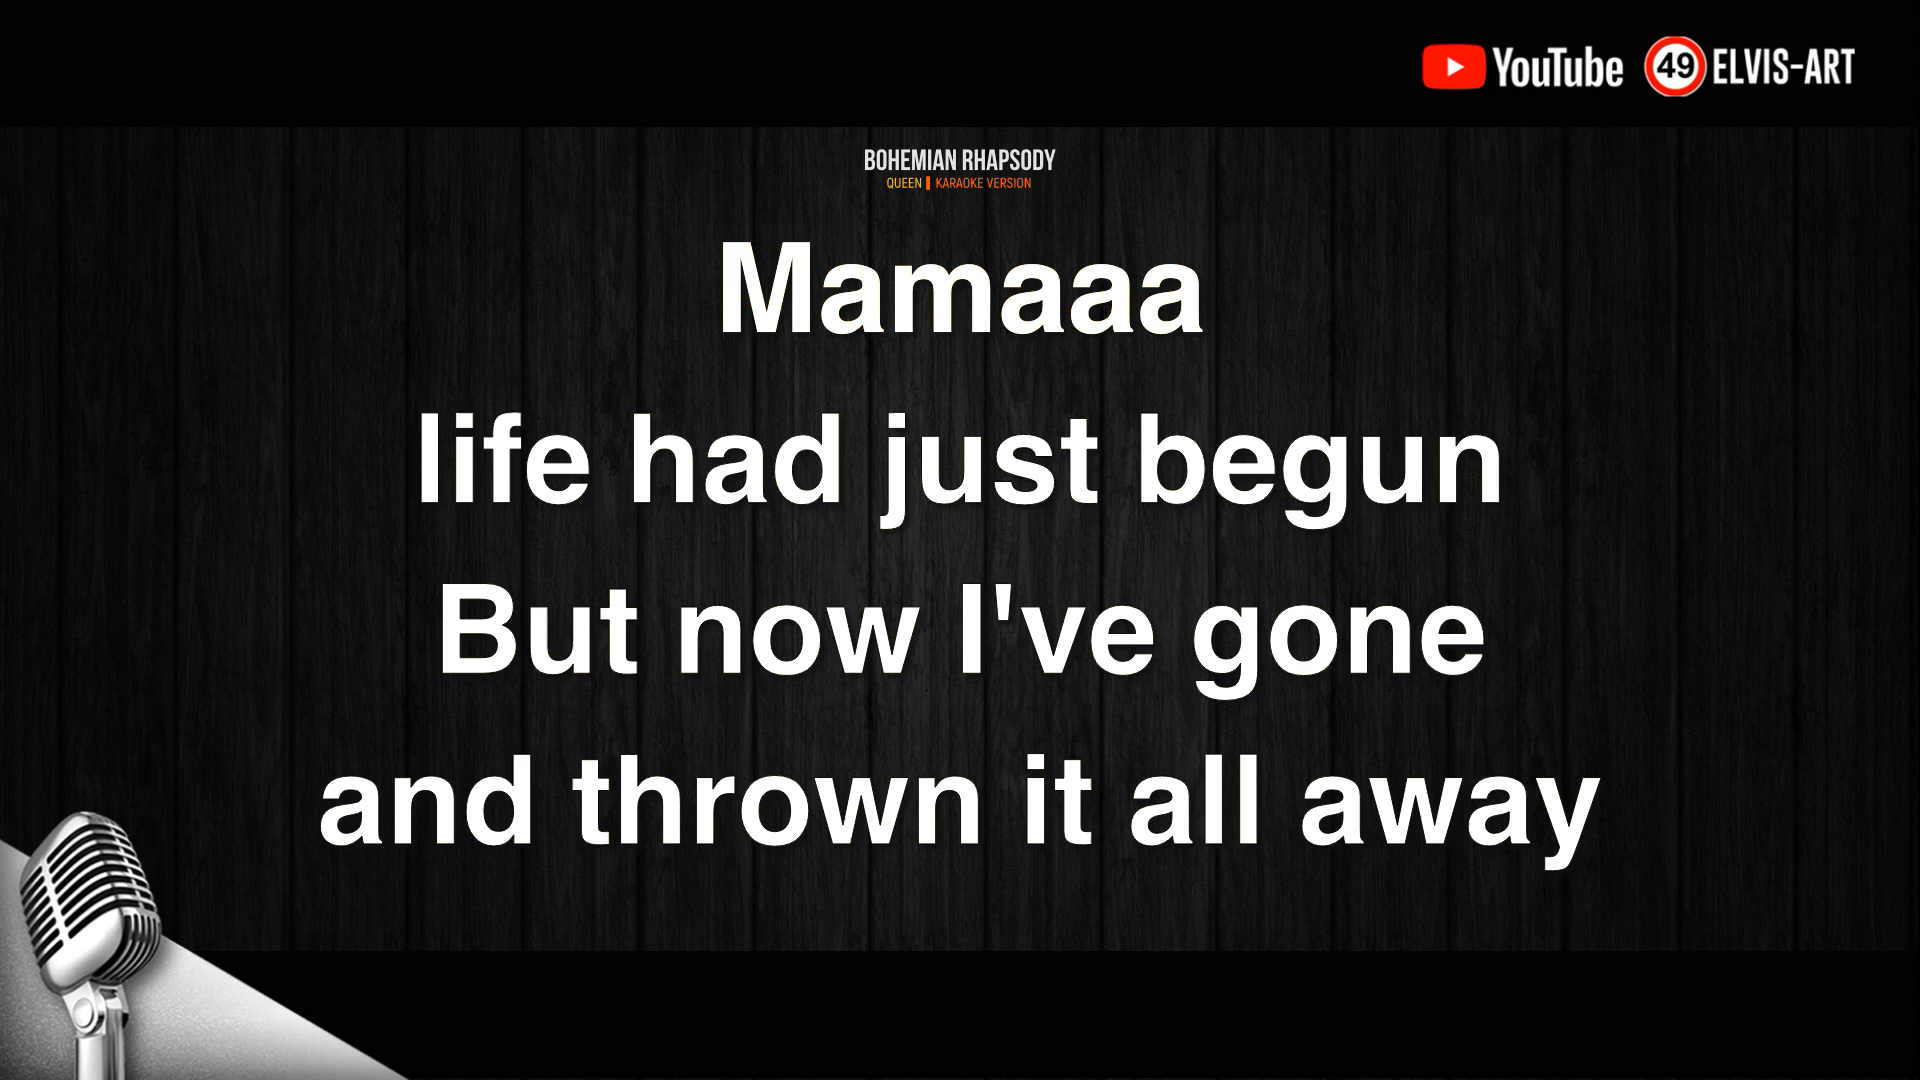 YouTube 49 ELVIS-ART
BOHEMIAN RHAPSODY
QUEEN | KARAOKE VERSION
Mamaaa
life had just begun
But now I've gone
and thrown it all away